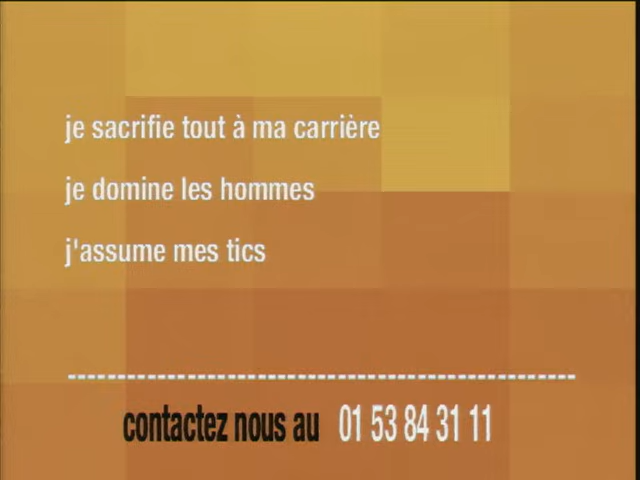 je sacrifie tout à ma carrière
je domine les hommes
j'assume mes tics
contactez nous au 01 53 84 31 11